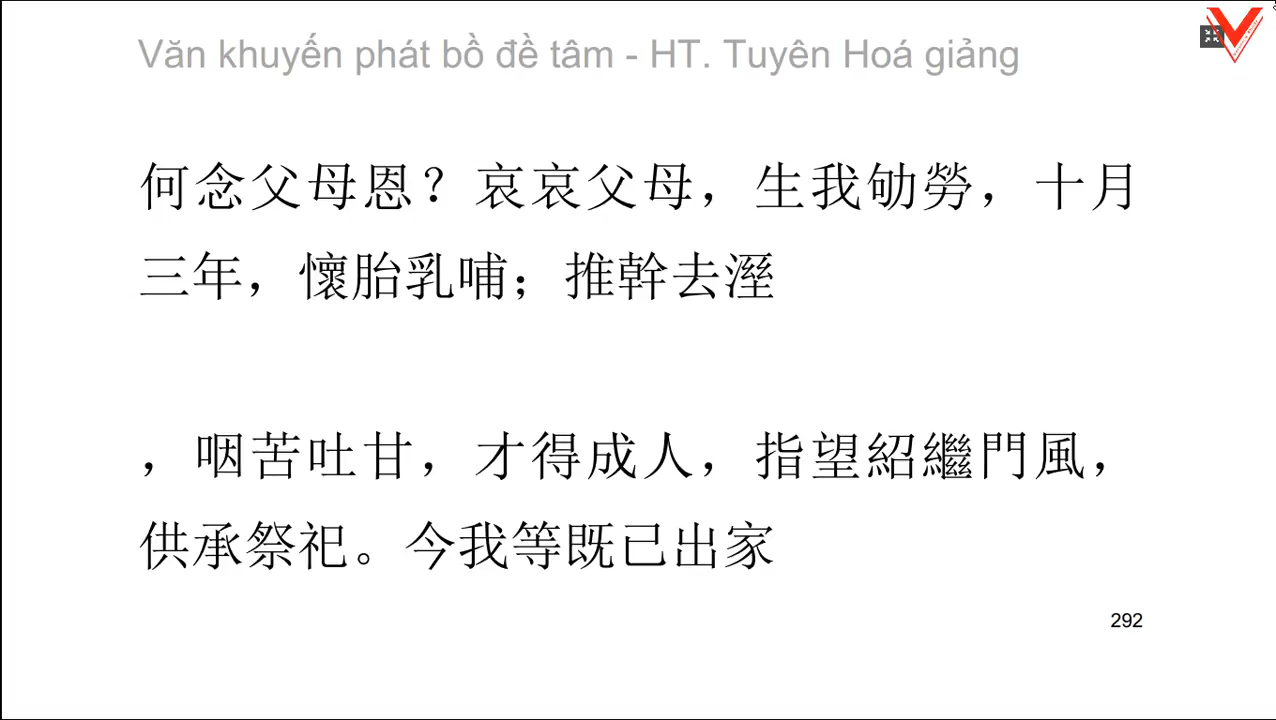 Văn khuyến phát bồ đề tâm - HT. Tuyên Hoá giảng
何念父母恩？哀哀父母，生我劬勞，十月
三年，懷胎乳哺；推幹去溼
，咽苦吐甘，才得成人，指望紹繼門風，
供承祭祀。今我等既已出家
292